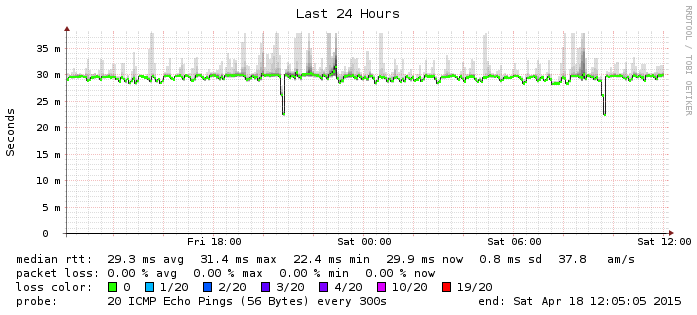 Last 24 Hours
RRDTOOL / TOBI OETIKER
Seconds
35 m
30 m
25 m
20 m
15 m
10 m
5 m
0
Fri 18:00 Sat 00:00 Sat 06:00 Sat 12:00
median rtt: 29.3 ms avg 31.4 ms max 22.4 ms min 29.9 ms now 0.8 ms sd 37.8 am/s
packet loss: 0.00 % avg 0.00 % max 0.00 % min 0.00 % now
loss color: 0 1/20 2/20 3/20 4/20 10/20 19/20
probe: 20 ICMP Echo Pings (56 Bytes) every 300s end: Sat Apr 18 12:05:05 2015